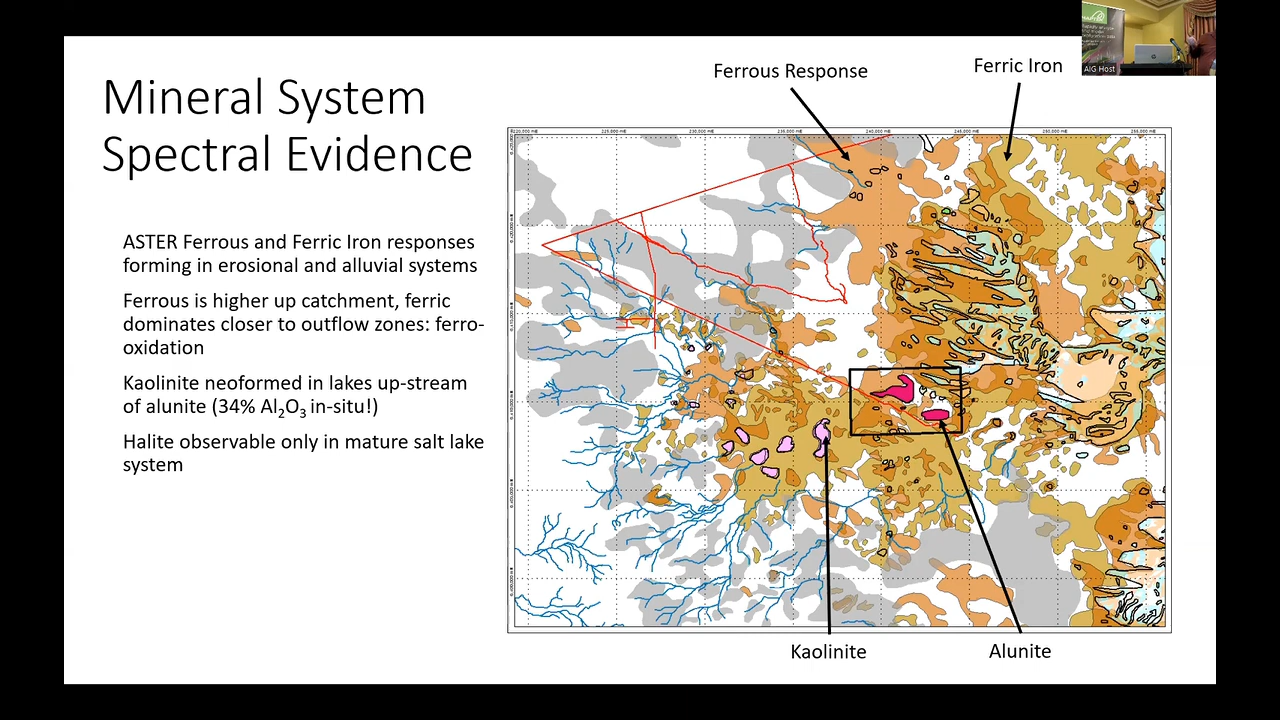 AIG Host
Mineral System
Spectral Evidence
Ferrous Response
Ferric Iron
ASTER Ferrous and Ferric Iron responses
forming in erosional and alluvial systems
Ferrous is higher up catchment, ferric
dominates closer to outflow zones: ferro-
oxidation
Kaolinite neoformed in lakes up-stream
of alunite (34% Al₂O₃ in-situ!)
Halite observable only in mature salt lake
system
Kaolinite
Alunite